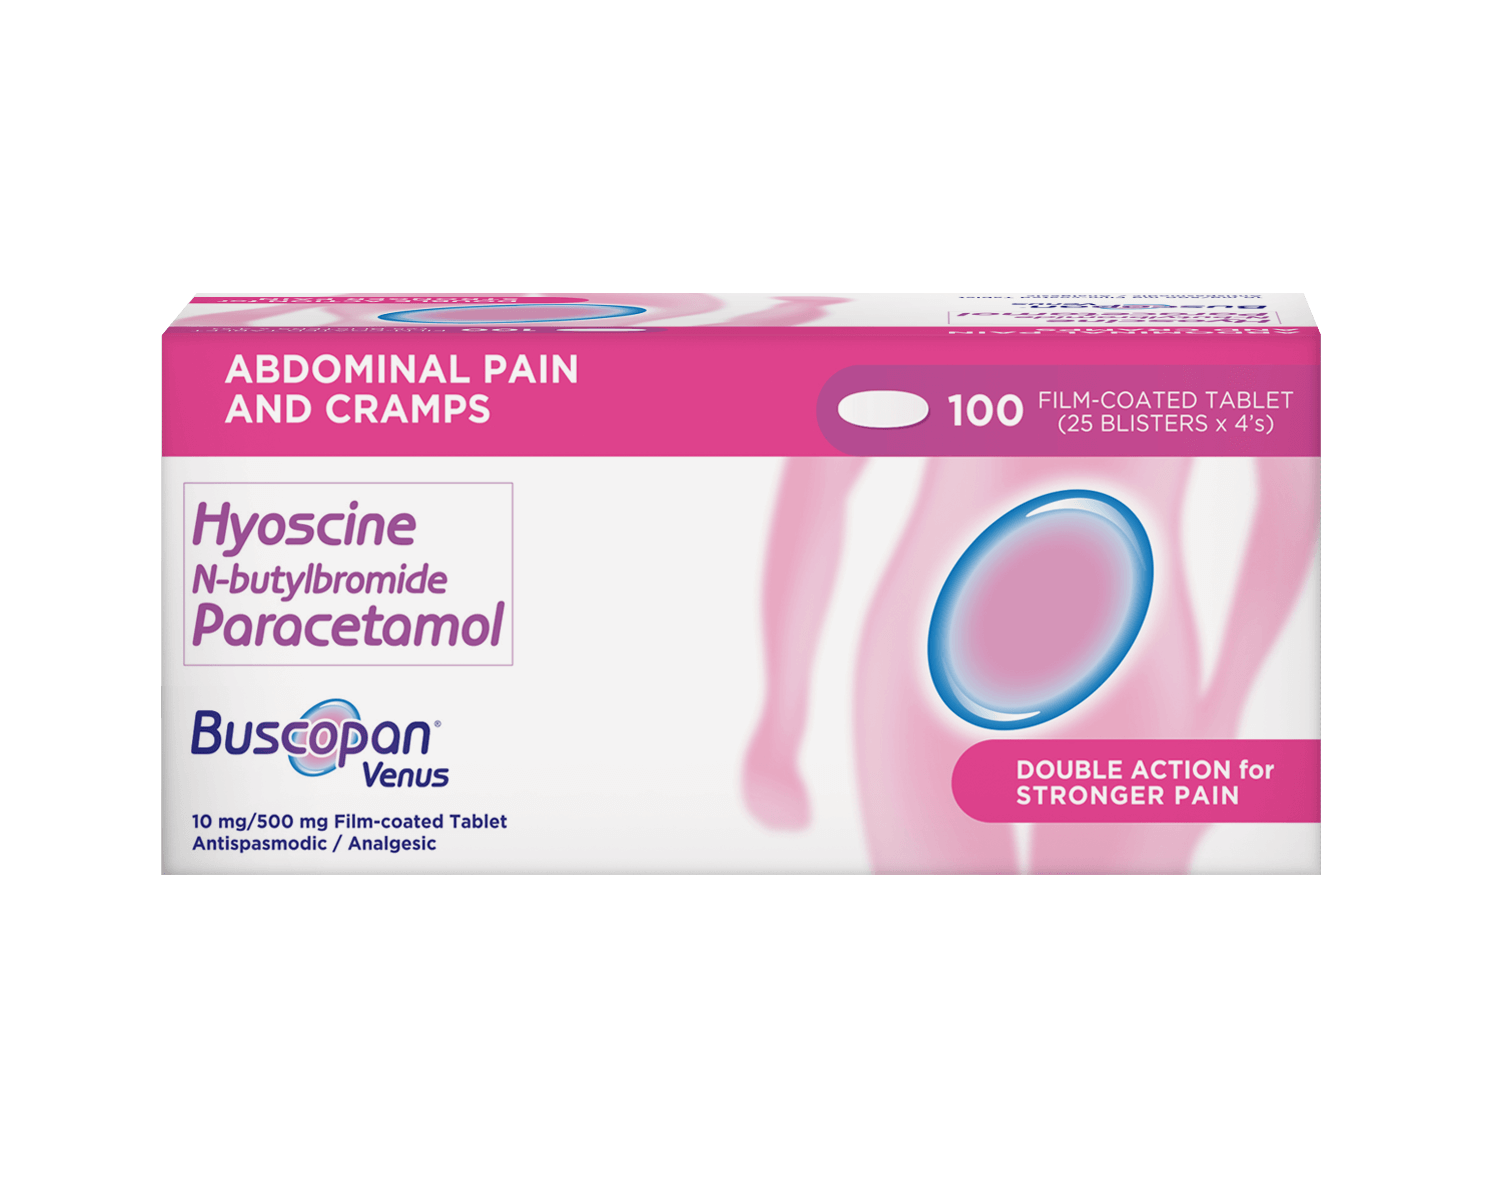 ABDOMINAL PAIN
AND CRAMPS
100
FILM-COATED TABLET
(25 BLISTERS x 4's)
Hyoscine
N-butylbromide
Paracetamol
Buscopan®
Venus
10 mg/500 mg Film-coated Tablet
Antispasmodic / Analgesic
DOUBLE ACTION for
STRONGER PAIN